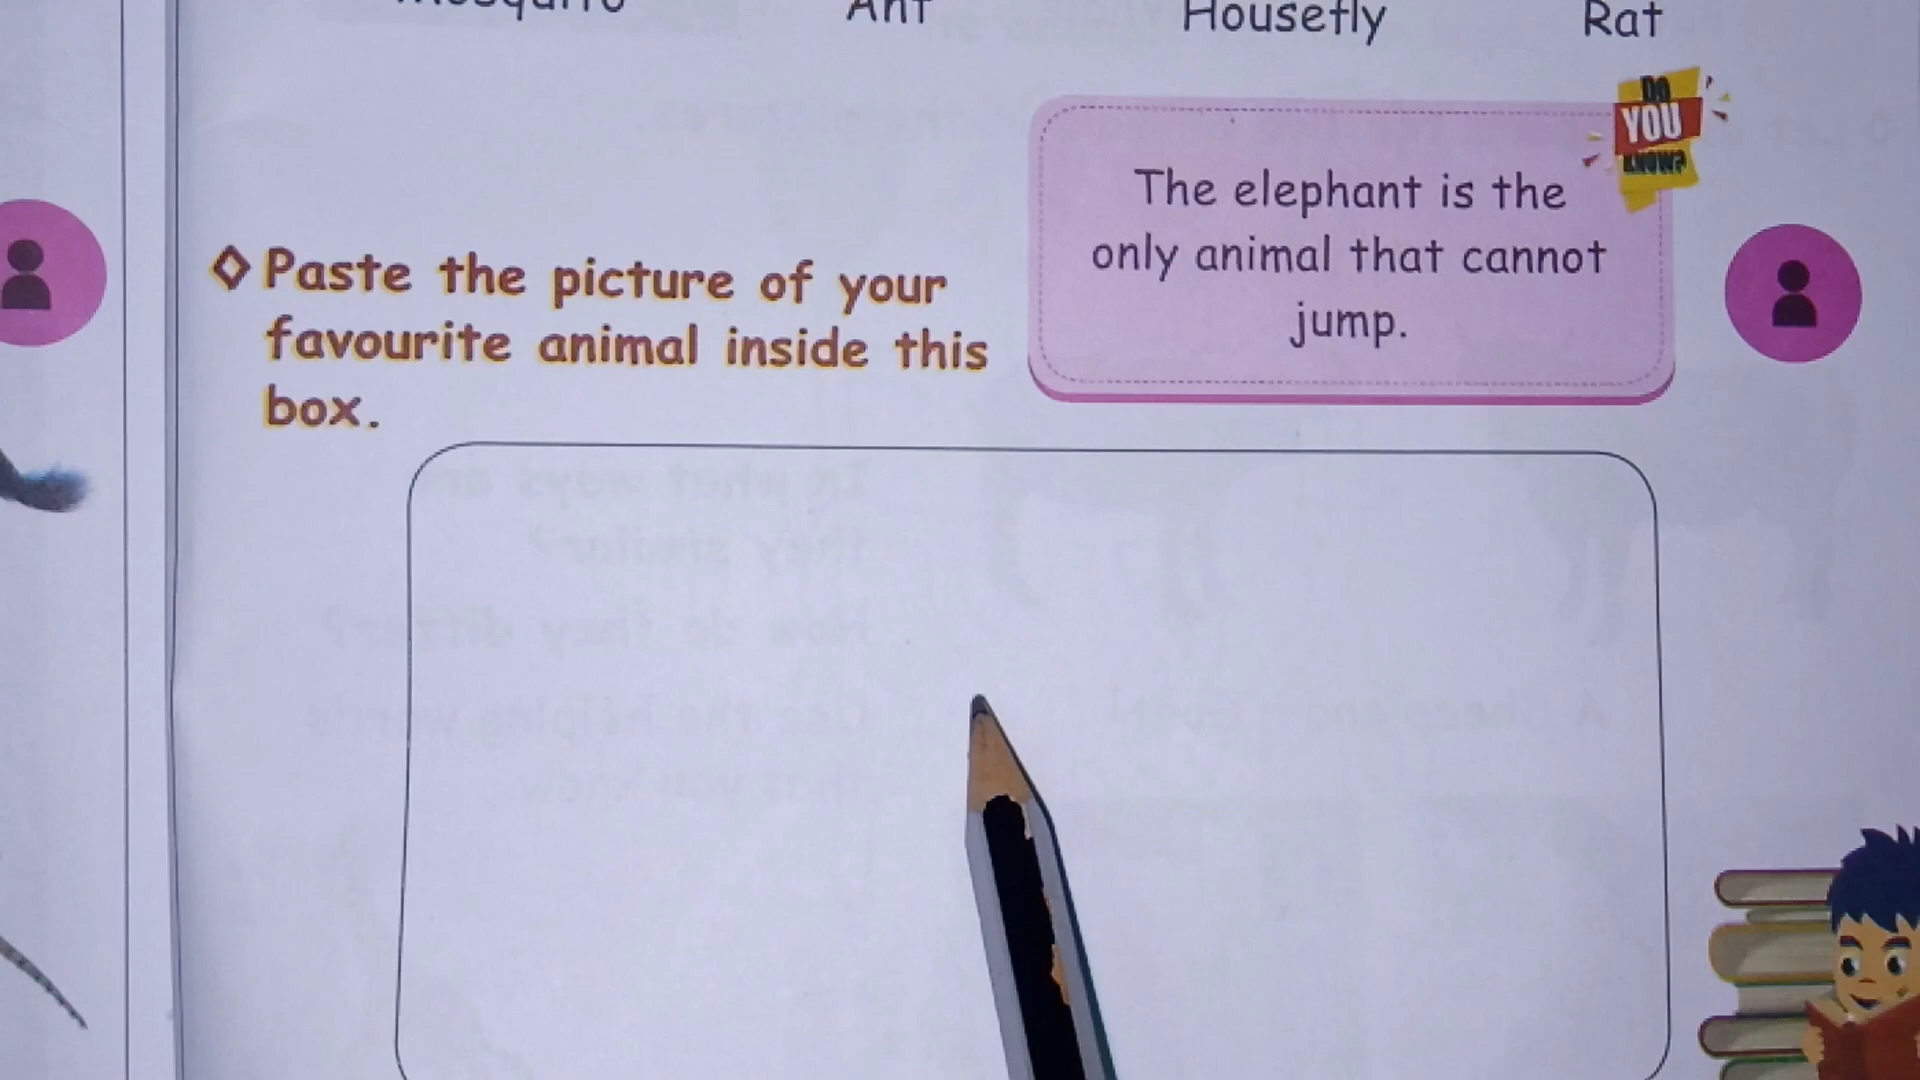 Mosquito Ant Housefly Rat
DO
YOU
KNOW?
The elephant is the
only animal that cannot
jump.
Paste the picture of your
favourite animal inside this
box.